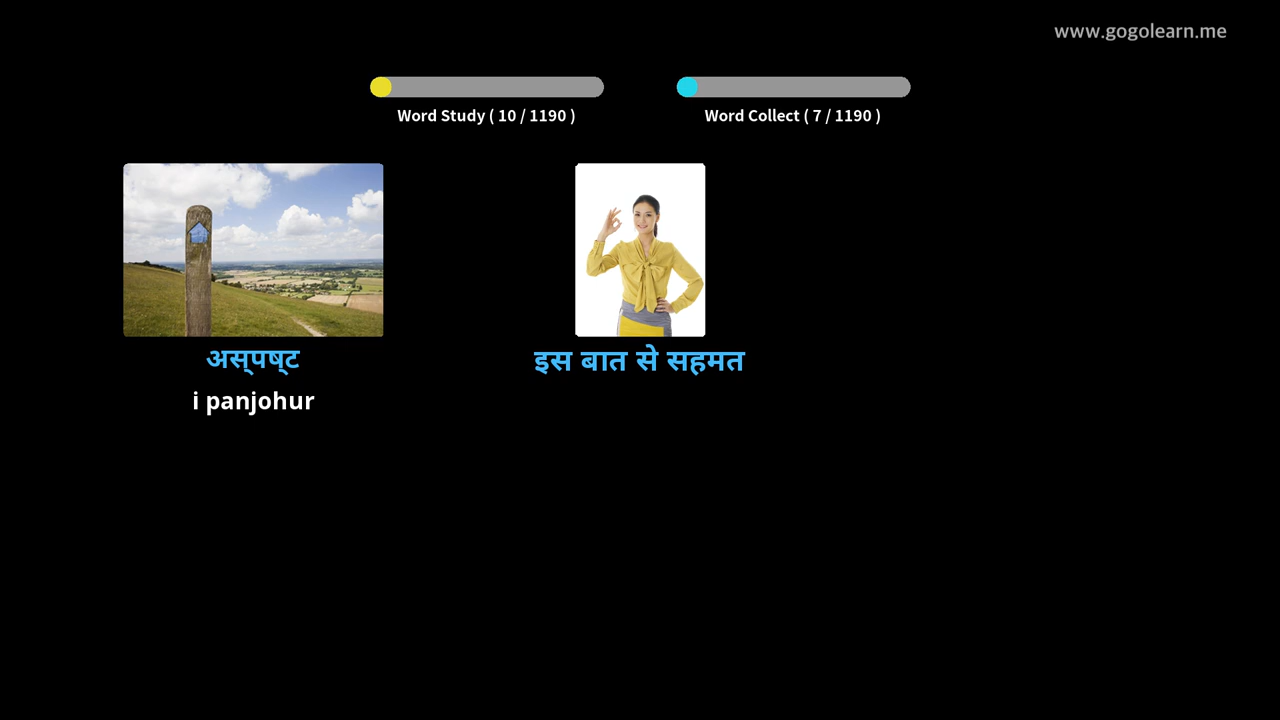 www.gogolearn.me
Word Study ( 10 / 1190 )
Word Collect ( 7 / 1190 )
अस्पष्ट
i panjohur
इस बात से सहमत